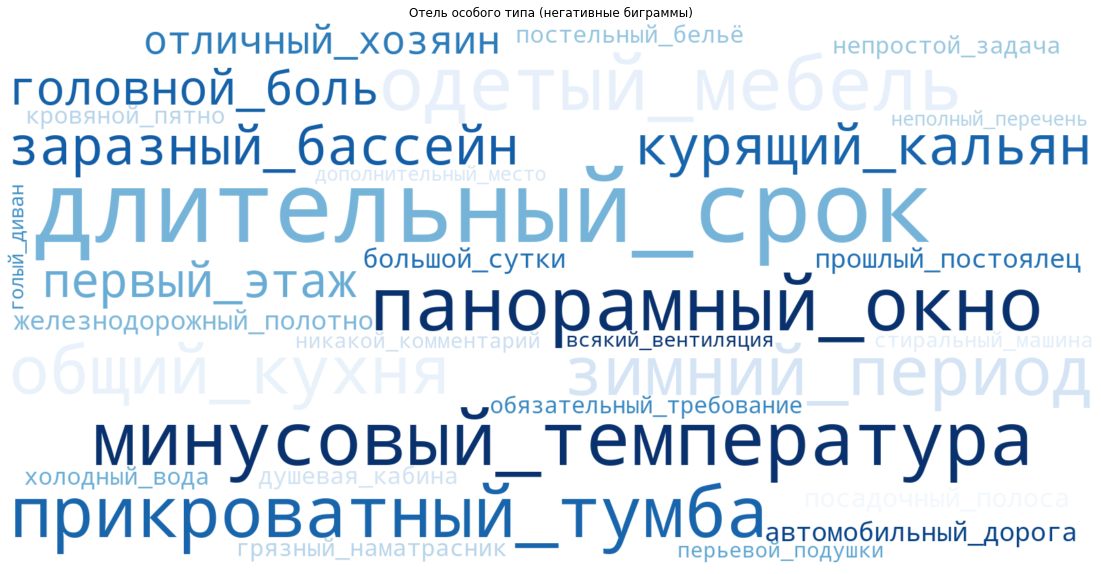 Отель особого типа (негативные биграммы)
отличный_хозяин
постельный_бельё
непростой_задача
головной_боль
одетый_мебель
кровяной_пятно
неполный_перечень
заразный_бассейн
курящий_кальян
дополнительный_место
длительный_срок
голый_диван
большой_сутки
прошлый_постоялец
первый_этаж
панорамный_окно
железнодорожный_полотно
никакой_комментарий
всякий_вентиляция
стиральный_машина
общий_кухня
зимний_период
обязательный_требование
минусовый_температура
холодный_вода
душевая_кабина
прикроватный_тумба
посадочный_полоса
автомобильный_дорога
грязный_наматрасник
перьевой_подушки